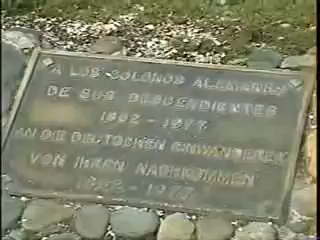 A LOS COLONOS ALEMANES
DE SUS DESCENDIENTES
1852 - 1977
AN DIE DEUTSCHEN EINWANDERER
VON IHREN NACHKOMMEN
1852 - 1977